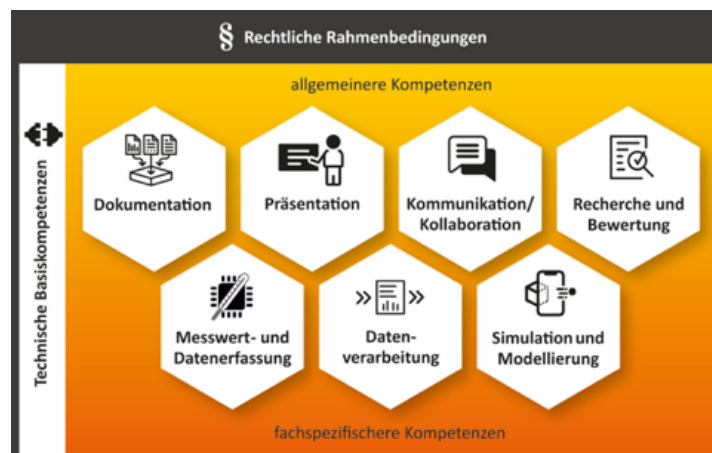 § Rechtliche Rahmenbedingungen
Technische Basiskompetenzen
allgemeinere Kompetenzen
Dokumentation
Präsentation
Kommunikation/
Kollaboration
Recherche und
Bewertung
Messwert- und
Datenerfassung
Daten-
verarbeitung
Simulation und
Modellierung
fachspezifischere Kompetenzen